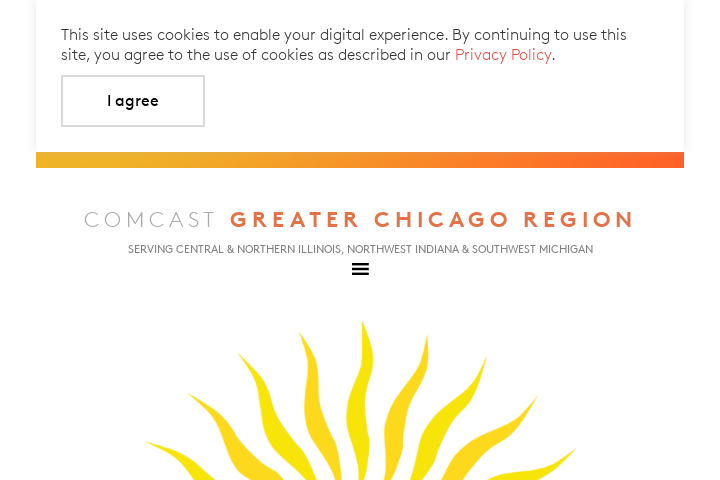 This site uses cookies to enable your digital experience. By continuing to use this
site, you agree to the use of cookies as described in our Privacy Policy.
I agree
COMCAST GREATER CHICAGO REGION
SERVING CENTRAL & NORTHERN ILLINOIS, NORTHWEST INDIANA & SOUTHWEST MICHIGAN